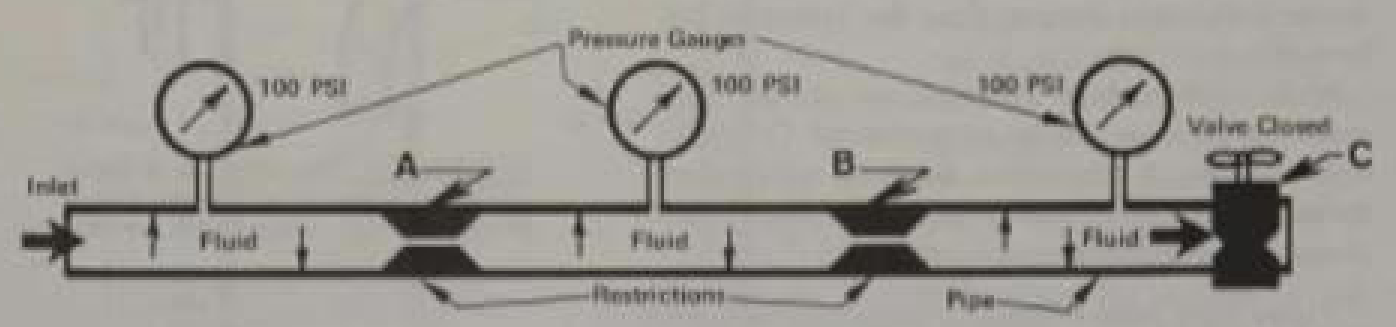 Pressure Gauges
100 PSI
100 PSI
100 PSI
Valve Closed
A
B
C
Inlet
Fluid
Fluid
Fluid
Restrictions
Pipe